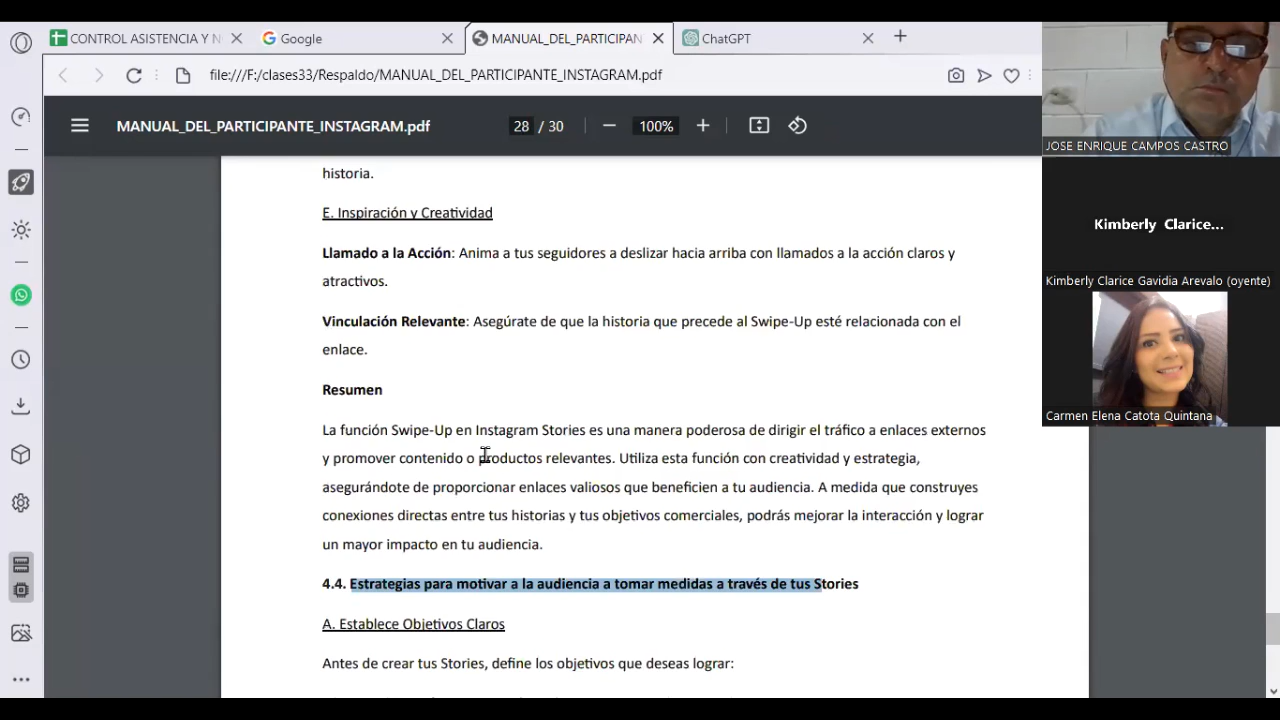 CONTROL ASISTENCIA Y N
Google
MANUAL_DEL_PARTICIPAN
ChatGPT
file:///F:/clases33/Respaldo/MANUAL_DEL_PARTICIPANTE_INSTAGRAM.pdf
MANUAL_DEL_PARTICIPANTE_INSTAGRAM.pdf
28 / 30
100%
historia.
E. Inspiración y Creatividad
Llamado a la Acción: Anima a tus seguidores a deslizar hacia arriba con llamados a la acción claros y
atractivos.
Vinculación Relevante: Asegúrate de que la historia que precede al Swipe-Up esté relacionada con el
enlace.
Resumen
La función Swipe-Up en Instagram Stories es una manera poderosa de dirigir el tráfico a enlaces externos
y promover contenido o productos relevantes. Utiliza esta función con creatividad y estrategia,
asegurándote de proporcionar enlaces valiosos que beneficien a tu audiencia. A medida que construyes
conexiones directas entre tus historias y tus objetivos comerciales, podrás mejorar la interacción y lograr
un mayor impacto en tu audiencia.
4.4. Estrategias para motivar a la audiencia a tomar medidas a través de tus Stories
A. Establece Objetivos Claros
Antes de crear tus Stories, define los objetivos que deseas lograr:
JOSE ENRIQUE CAMPOS CASTRO
Kimberly Clarice...
Kimberly Clarice Gavidia Arevalo (oyente)
Carmen Elena Catota Quintana